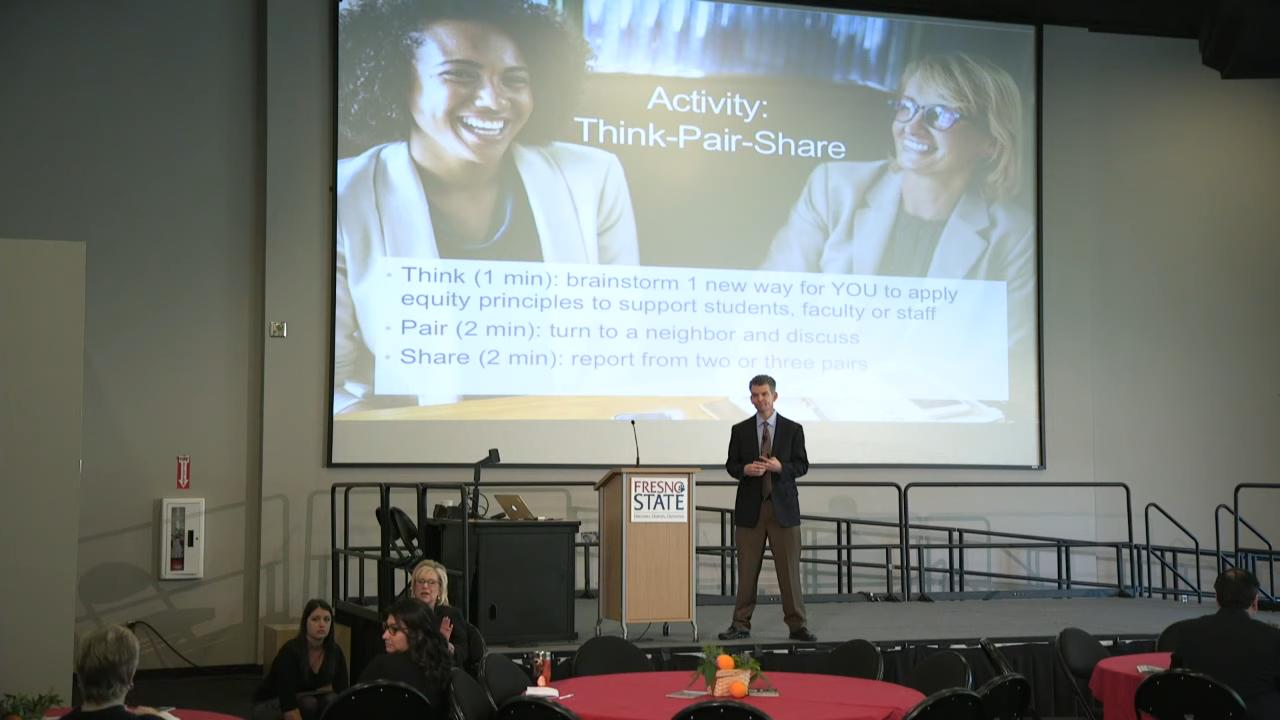 Activity:
Think-Pair-Share
• Think (1 min): brainstorm 1 new way for YOU to apply
equity principles to support students, faculty or staff
• Pair (2 min): turn to a neighbor and discuss
• Share (2 min): report from two or three pairs
FRESNO
STATE